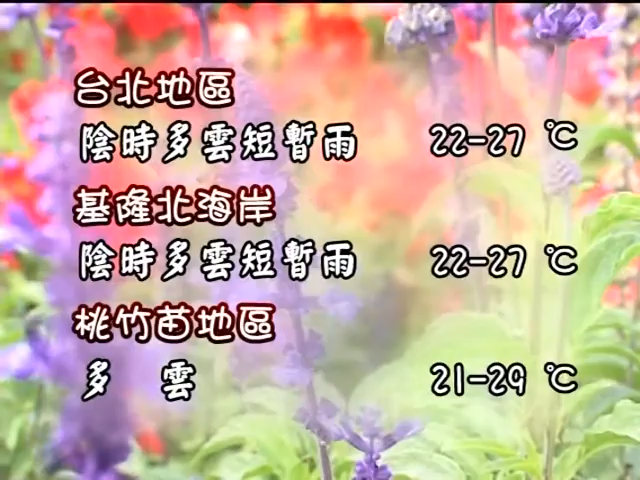 台北地區
陰時多雲短暫雨 22-27 ℃
基隆北海岸
陰時多雲短暫雨 22-27 ℃
桃竹苗地區
多 雲 21-29 ℃